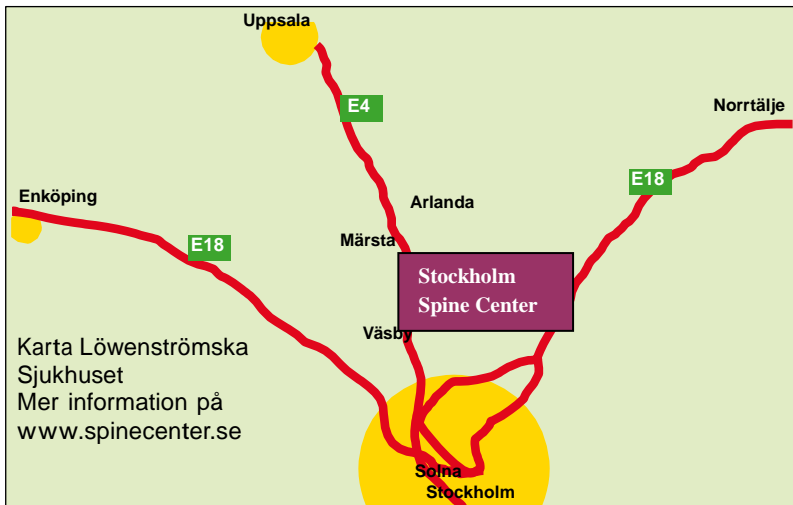 Uppsala
E4
Norrtälje
E18
Enköping
Arlanda
Märsta
E18
Stockholm
Spine Center
Väsby
Karta Löwenströmska
Sjukhuset
Mer information på
www.spinecenter.se
Solna
Stockholm